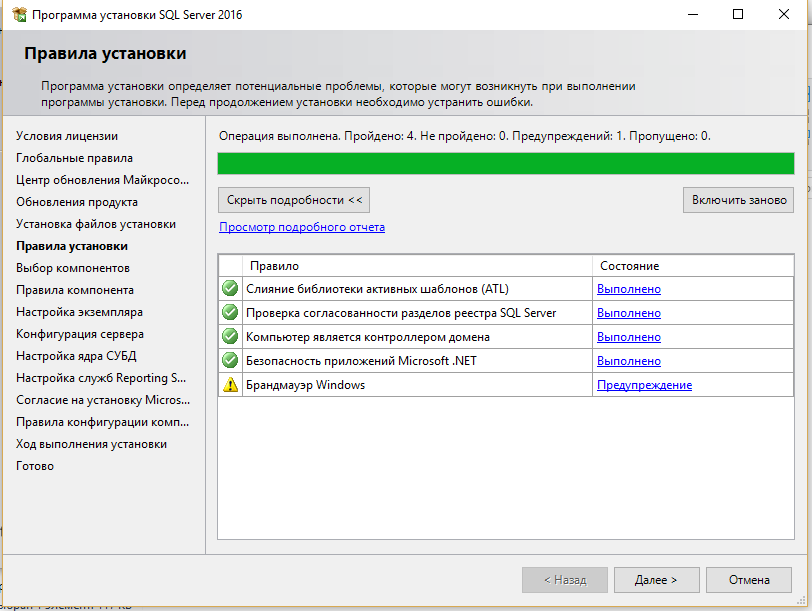 Программа установки SQL Server 2016
Правила установки
Программа установки определяет потенциальные проблемы, которые могут возникнуть при выполнении
программы установки. Перед продолжением установки необходимо устранить ошибки.
Условия лицензии
Глобальные правила
Центр обновления Майкросо...
Обновления продукта
Установка файлов установки
Правила установки
Выбор компонентов
Правила компонента
Настройка экземпляра
Конфигурация сервера
Настройка ядра СУБД
Настройка служб Reporting S...
Согласие на установку Micros...
Правила конфигурации комп...
Ход выполнения установки
Готово
Операция выполнена. Пройдено: 4. Не пройдено: 0. Предупреждений: 1. Пропущено: 0.
Скрыть подробности << Включить заново
Просмотр подробного отчета
Правило Состояние
Слияние библиотеки активных шаблонов (ATL) Выполнено
Проверка согласованности разделов реестра SQL Server Выполнено
Компьютер является контроллером домена Выполнено
Безопасность приложений Microsoft .NET Выполнено
Брандмауэр Windows Предупреждение
< Назад Далее > Отмена